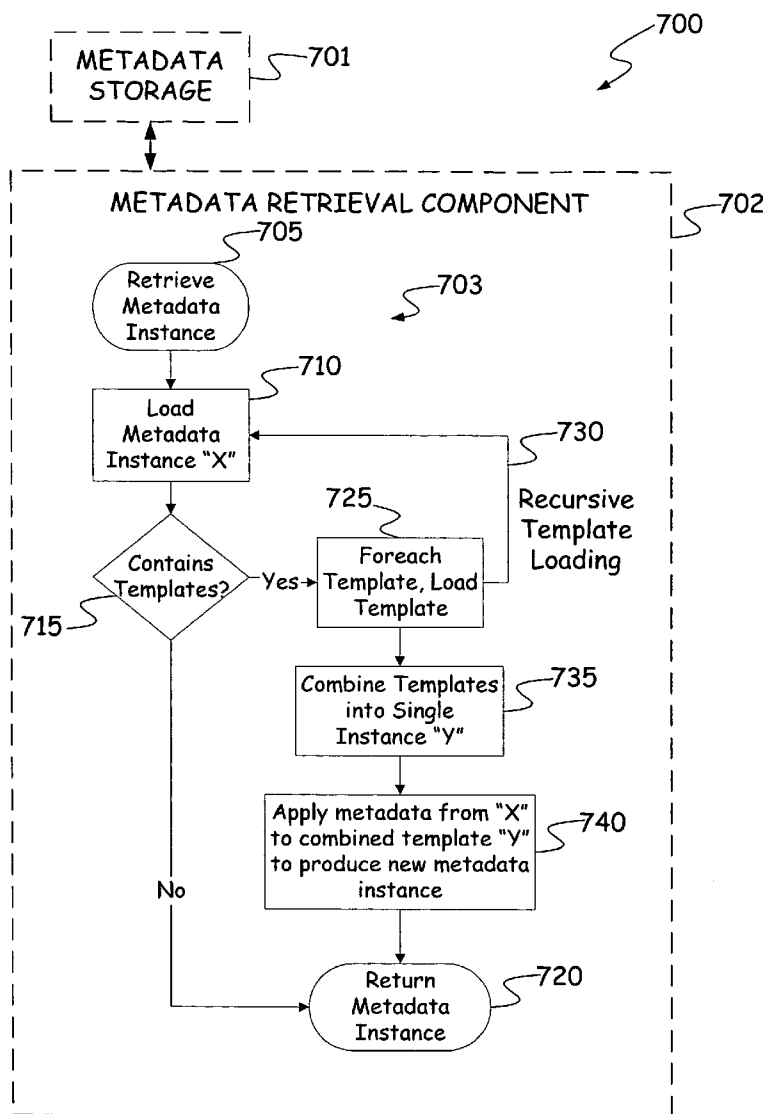 700
METADATA
STORAGE
701
METADATA RETRIEVAL COMPONENT
702
705
Retrieve
Metadata
Instance
703
710
Load
Metadata
Instance "X"
730
Recursive
Template
Loading
725
Foreach
Template, Load
Template
Contains
Templates?
Yes
715
Combine Templates
into Single
Instance "Y"
735
Apply metadata from "X"
to combined template "Y"
to produce new metadata
instance
740
No
Return
Metadata
Instance
720